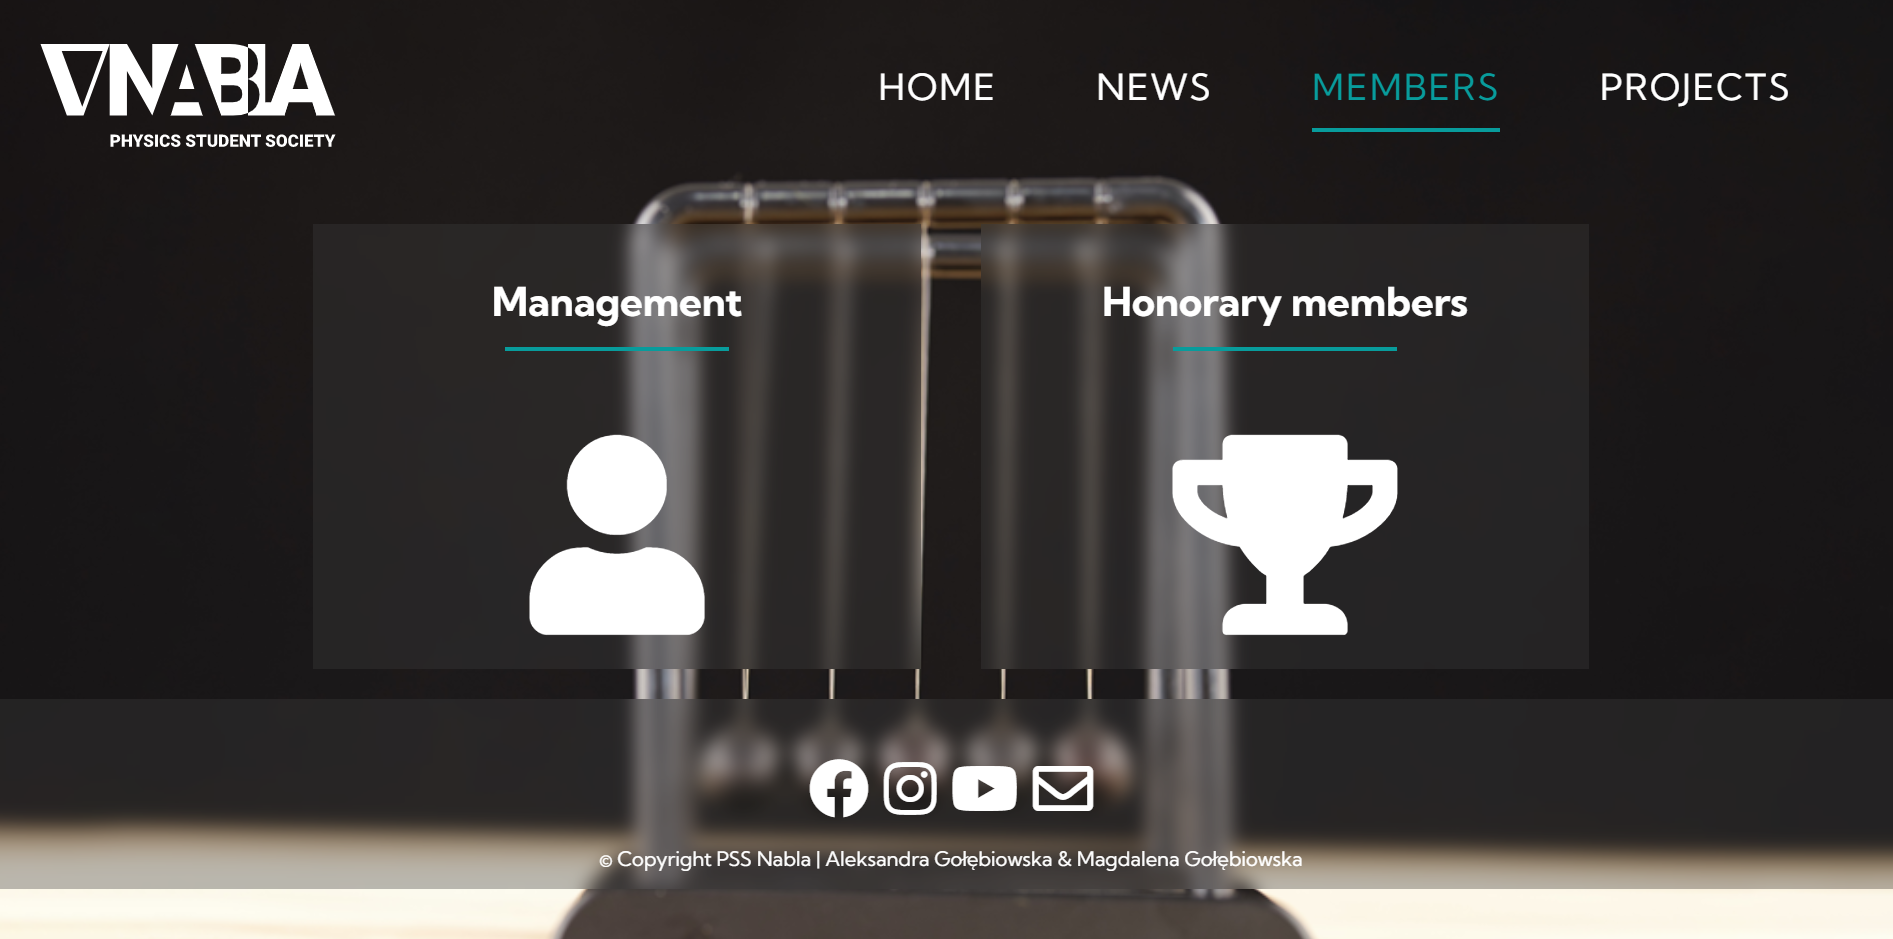 NABLA
PHYSICS STUDENT SOCIETY
HOME NEWS MEMBERS PROJECTS
Management
Honorary members
© Copyright PSS Nabla | Aleksandra Gołębiowska & Magdalena Gołębiowska